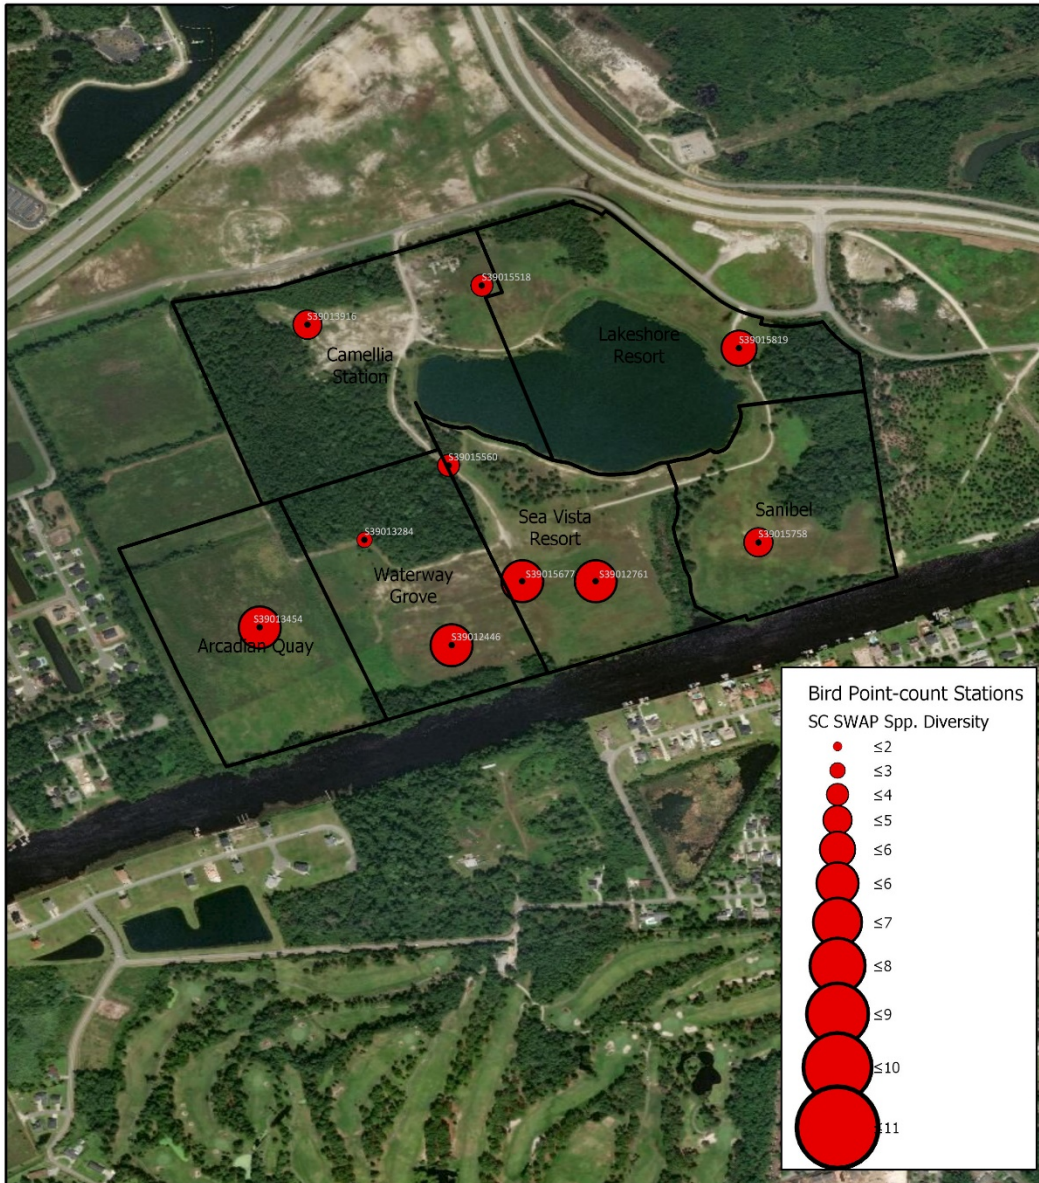 S39015518
S39013916
Camellia
Station
Lakeshore
Resort
S39015819
S39015560
S39013284
Sea Vista
Resort
Sanibel
S39015758
Waterway
Grove
S39015677
S39012761
S39013454
Arcadian Quay
S39012446
Bird Point-count Stations
SC SWAP Spp. Diversity
≤2
≤3
≤4
≤5
≤6
≤6
≤7
≤8
≤9
≤10
≤11